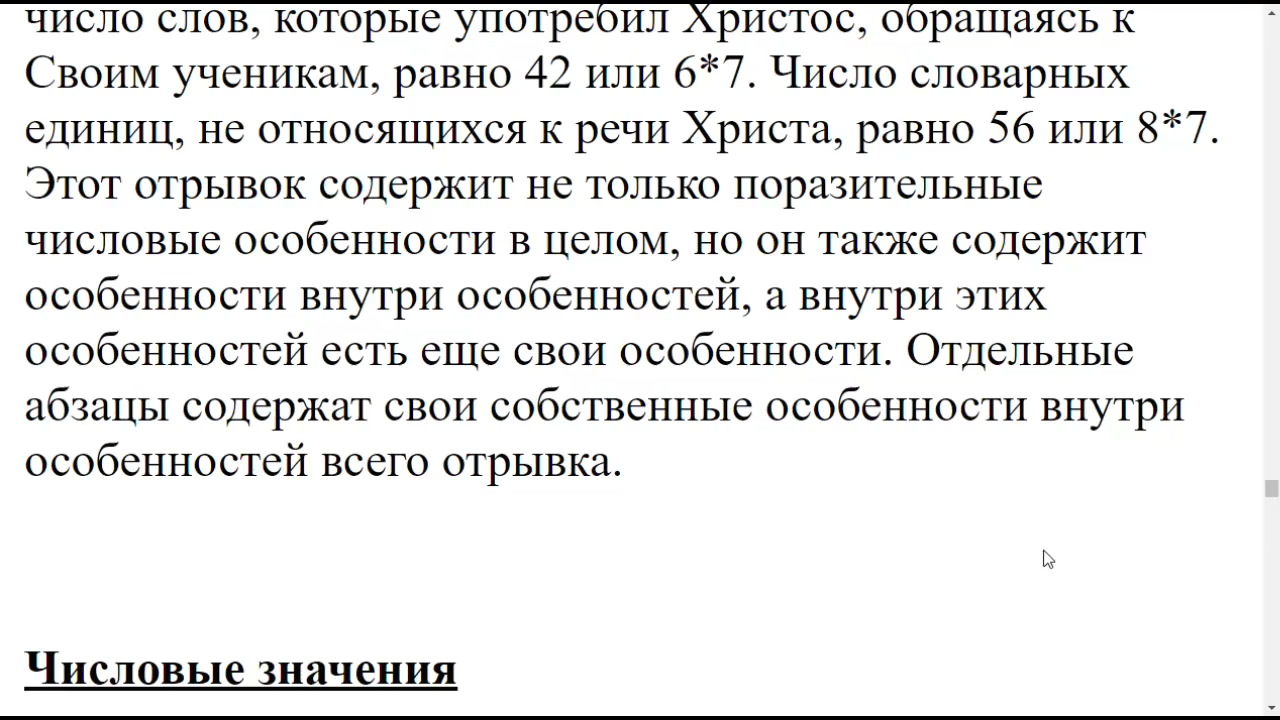 число слов, которые употребил Христос, обращаясь к
Своим ученикам, равно 42 или 6*7. Число словарных
единиц, не относящихся к речи Христа, равно 56 или 8*7.
Этот отрывок содержит не только поразительные
числовые особенности в целом, но он также содержит
особенности внутри особенностей, а внутри этих
особенностей есть еще свои особенности. Отдельные
абзацы содержат свои собственные особенности внутри
особенностей всего отрывка.
Числовые значения